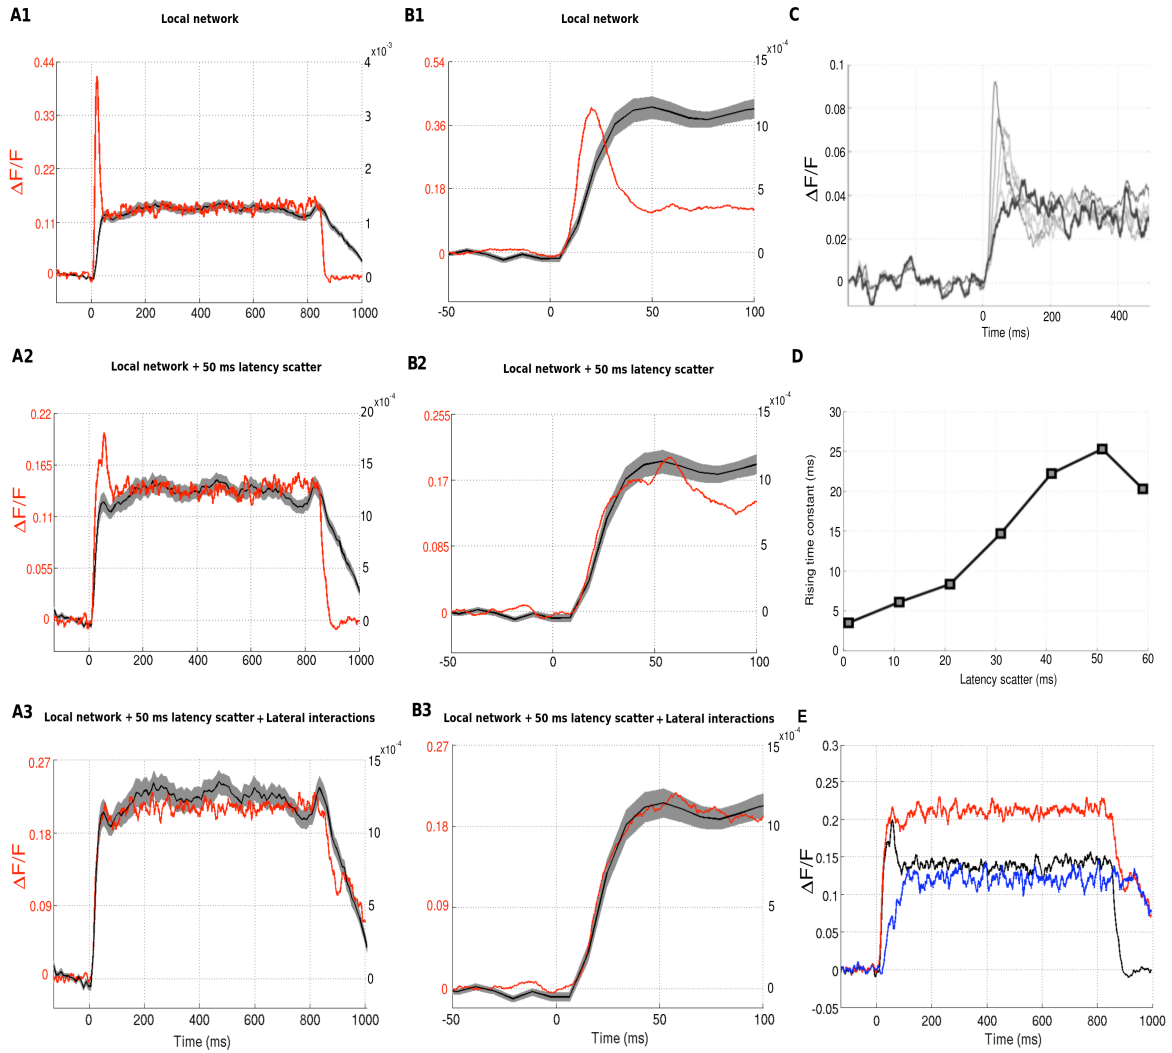 A1
Local network
x10⁻³
0.44
0.33
0.22
0.11
0
4
3
2
1
0
ΔF/F
0 200 400 600 800 1000
B1
Local network
x10⁻⁴
0.54
0.36
0.18
0
15
10
5
0
-50 0 50 100
C
0.1
0.08
0.06
0.04
0.02
0
ΔF/F
0 200 400
Time (ms)
A2
Local network + 50 ms latency scatter
x10⁻⁴
0.22
0.165
0.11
0.055
0
20
15
10
5
0
ΔF/F
0 200 400 600 800 1000
B2
Local network + 50 ms latency scatter
x10⁻⁴
0.255
0.17
0.085
0
15
10
5
0
-50 0 50 100
D
30
25
20
15
10
5
0
Rising time constant (ms)
0 10 20 30 40 50 60
Latency scatter (ms)
A3
Local network + 50 ms latency scatter + Lateral interactions
x10⁻⁴
0.27
0.18
0.09
0
15
10
5
0
ΔF/F
0 200 400 600 800 1000
Time (ms)
B3
Local network + 50 ms latency scatter + Lateral interactions
x10⁻⁴
0.27
0.18
0.09
0
15
10
5
0
-50 0 50 100
Time (ms)
E
0.3
0.25
0.2
0.15
0.1
0.05
0
-0.05
ΔF/F
0 200 400 600 800 1000
Time (ms)